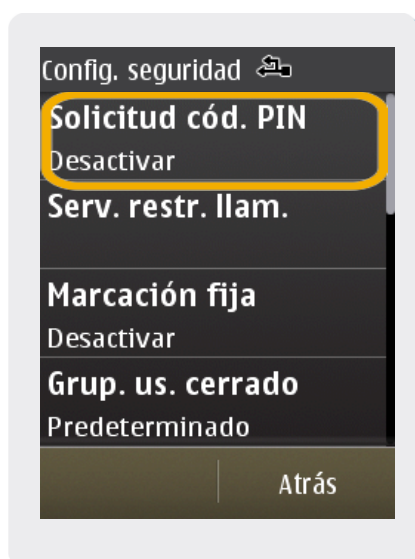 Config. seguridad
Solicitud cód. PIN
Desactivar
Serv. restr. llam.
Marcación fija
Desactivar
Grup. us. cerrado
Predeterminado
Atrás